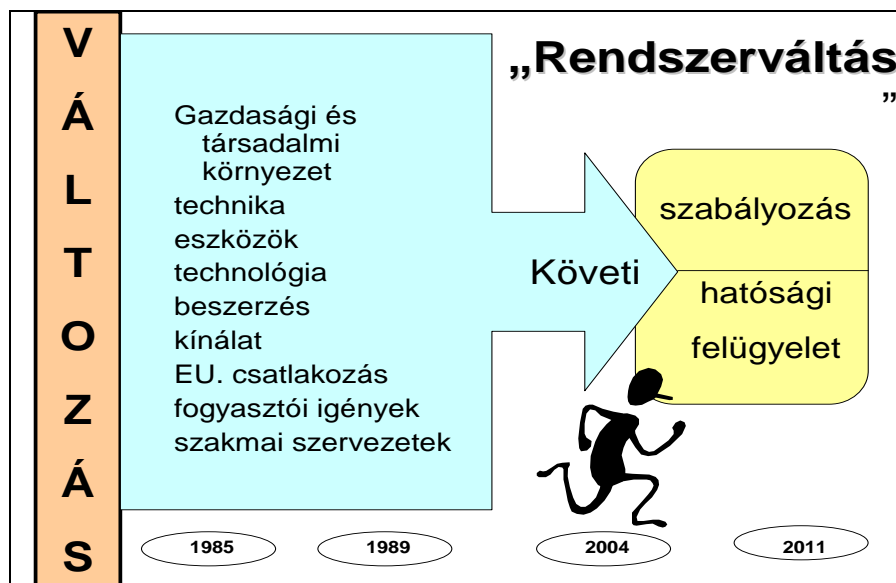 VÁLTOZÁS
„Rendszerváltás
”
Gazdasági és
társadalmi
környezet
technika
eszközök
technológia
beszerzés
kínálat
EU. csatlakozás
fogyasztói igények
szakmai szervezetek
Követi
szabályozás
hatósági
felügyelet
1985
1989
2004
2011